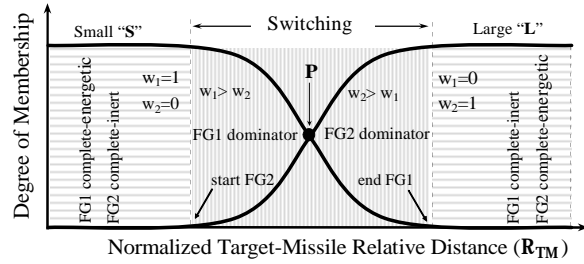 Switching
Small “S”
Large “L”
P
w1=1
w2=0
w1> w2
w2> w1
w1=0
w2=1
FG1 dominator
FG2 dominator
start FG2
end FG1
FG1 complete-energetic
FG2 complete-inert
FG1 complete-inert
FG2 complete-energetic
Degree of Membership
Normalized Target-Missile Relative Distance (RTM)